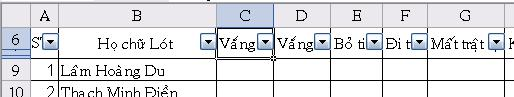 A B C D E F G
6 ST Họ chữ Lót Vắng Vắng Bỏ ti Đi t Mất trật K
9 1 Lâm Hoàng Du
10 2 Thạch Minh Điền